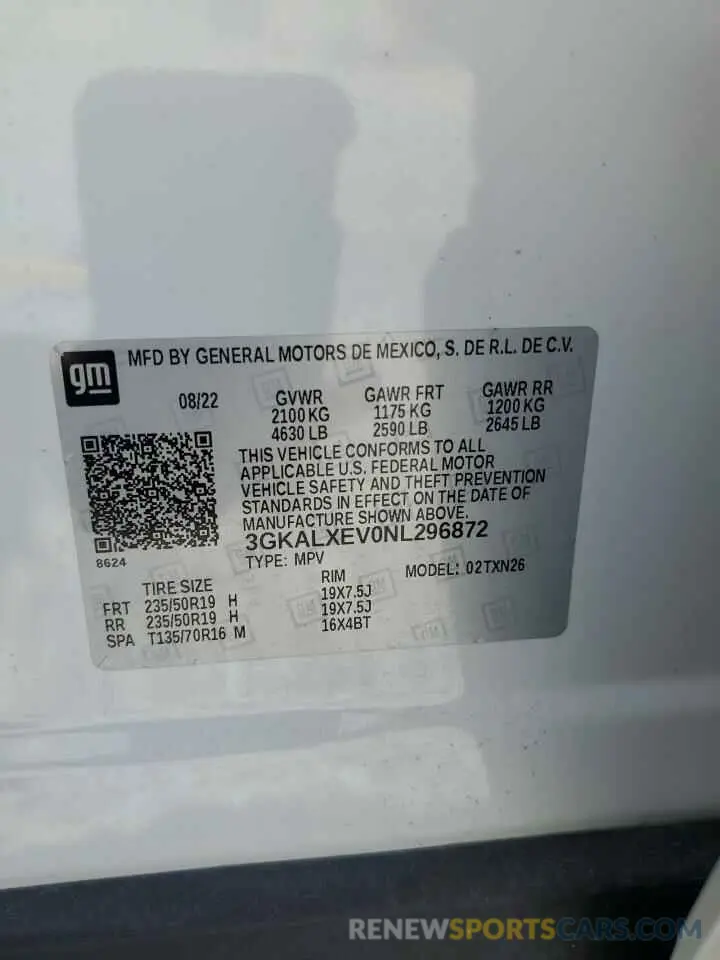 gm
MFD BY GENERAL MOTORS DE MEXICO, S. DE R.L. DE C.V.
08/22 GVWR GAWR FRT GAWR RR
2100 KG 1175 KG 1200 KG
4630 LB 2590 LB 2645 LB
THIS VEHICLE CONFORMS TO ALL
APPLICABLE U.S. FEDERAL MOTOR
VEHICLE SAFETY AND THEFT PREVENTION
STANDARDS IN EFFECT ON THE DATE OF
MANUFACTURE SHOWN ABOVE.
3GKALXEV0NL296872
8624
TYPE: MPV MODEL: 02TXN26
TIRE SIZE RIM
FRT 235/50R19 H 19X7.5J
RR 235/50R19 H 19X7.5J
SPA T135/70R16 M 16X4BT
RENEWSPORTSCARS.COM